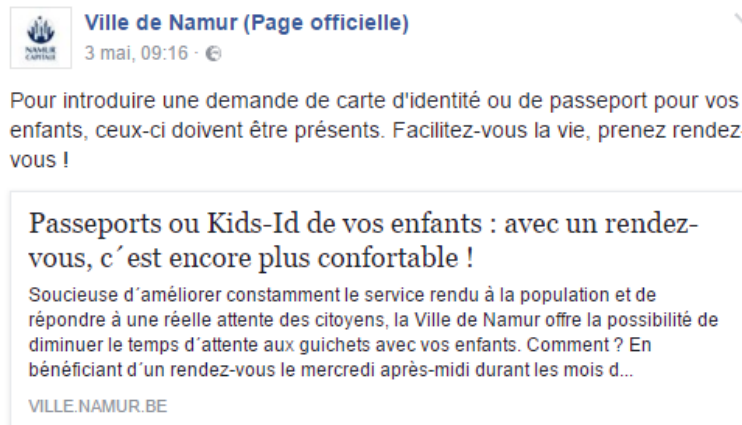 NAMUR
CAPITALE
Ville de Namur (Page officielle)
3 mai, 09:16 ·
Pour introduire une demande de carte d'identité ou de passeport pour vos
enfants, ceux-ci doivent être présents. Facilitez-vous la vie, prenez rendez-
vous !
Passeports ou Kids-Id de vos enfants : avec un rendez-
vous, c´est encore plus confortable !
Soucieuse d´améliorer constamment le service rendu à la population et de
répondre à une réelle attente des citoyens, la Ville de Namur offre la possibilité de
diminuer le temps d´attente aux guichets avec vos enfants. Comment ? En
bénéficiant d´un rendez-vous le mercredi après-midi durant les mois d...
VILLE.NAMUR.BE